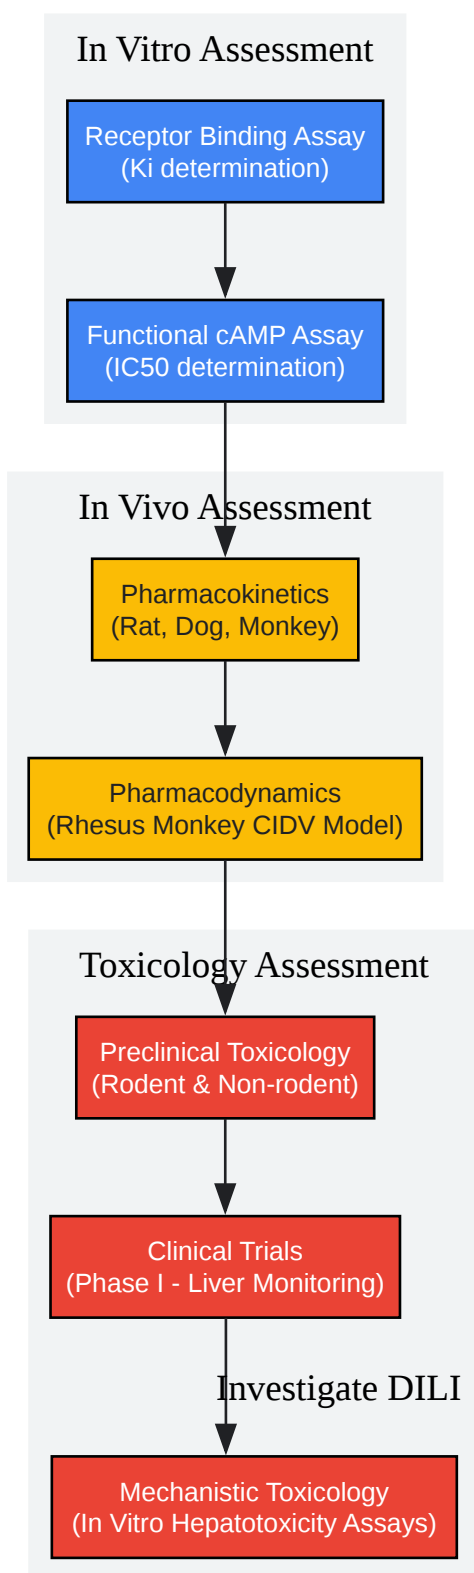 In Vitro Assessment
Receptor Binding Assay
(Ki determination)
Functional cAMP Assay
(IC50 determination)
In Vivo Assessment
Pharmacokinetics
(Rat, Dog, Monkey)
Pharmacodynamics
(Rhesus Monkey CIDV Model)
Toxicology Assessment
Preclinical Toxicology
(Rodent & Non-rodent)
Clinical Trials
(Phase I - Liver Monitoring)
Investigate DILI
Mechanistic Toxicology
(In Vitro Hepatotoxicity Assays)